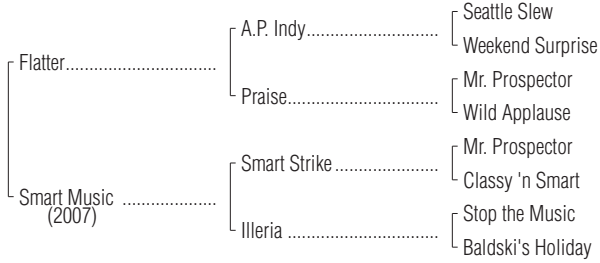 Seattle Slew
A.P. Indy
Weekend Surprise
Flatter
Mr. Prospector
Praise
Wild Applause
Mr. Prospector
Smart Strike
Classy 'n Smart
Smart Music
(2007)
Stop the Music
Illeria
Baldski's Holiday